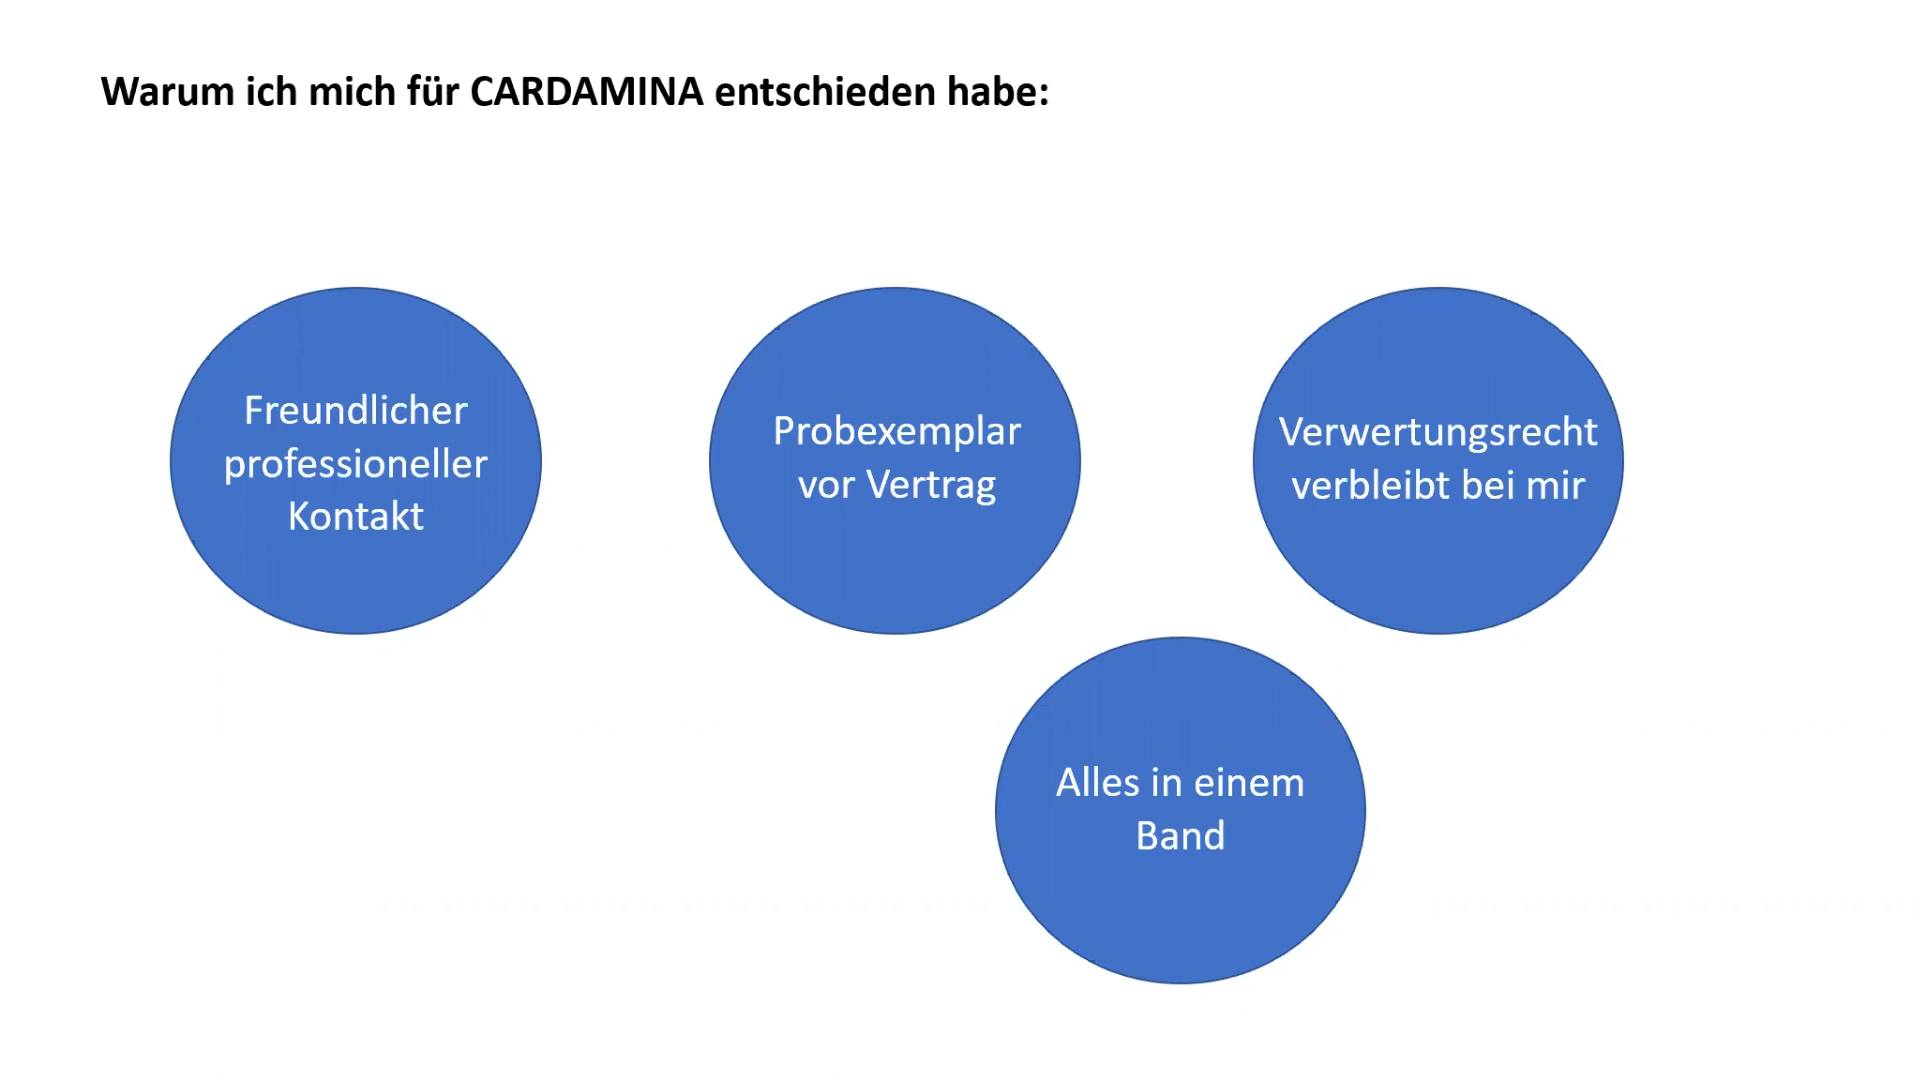 Warum ich mich für CARDAMINA entschieden habe:
Freundlicher
professioneller
Kontakt
Probexemplar
vor Vertrag
Verwertungsrecht
verbleibt bei mir
Alles in einem
Band